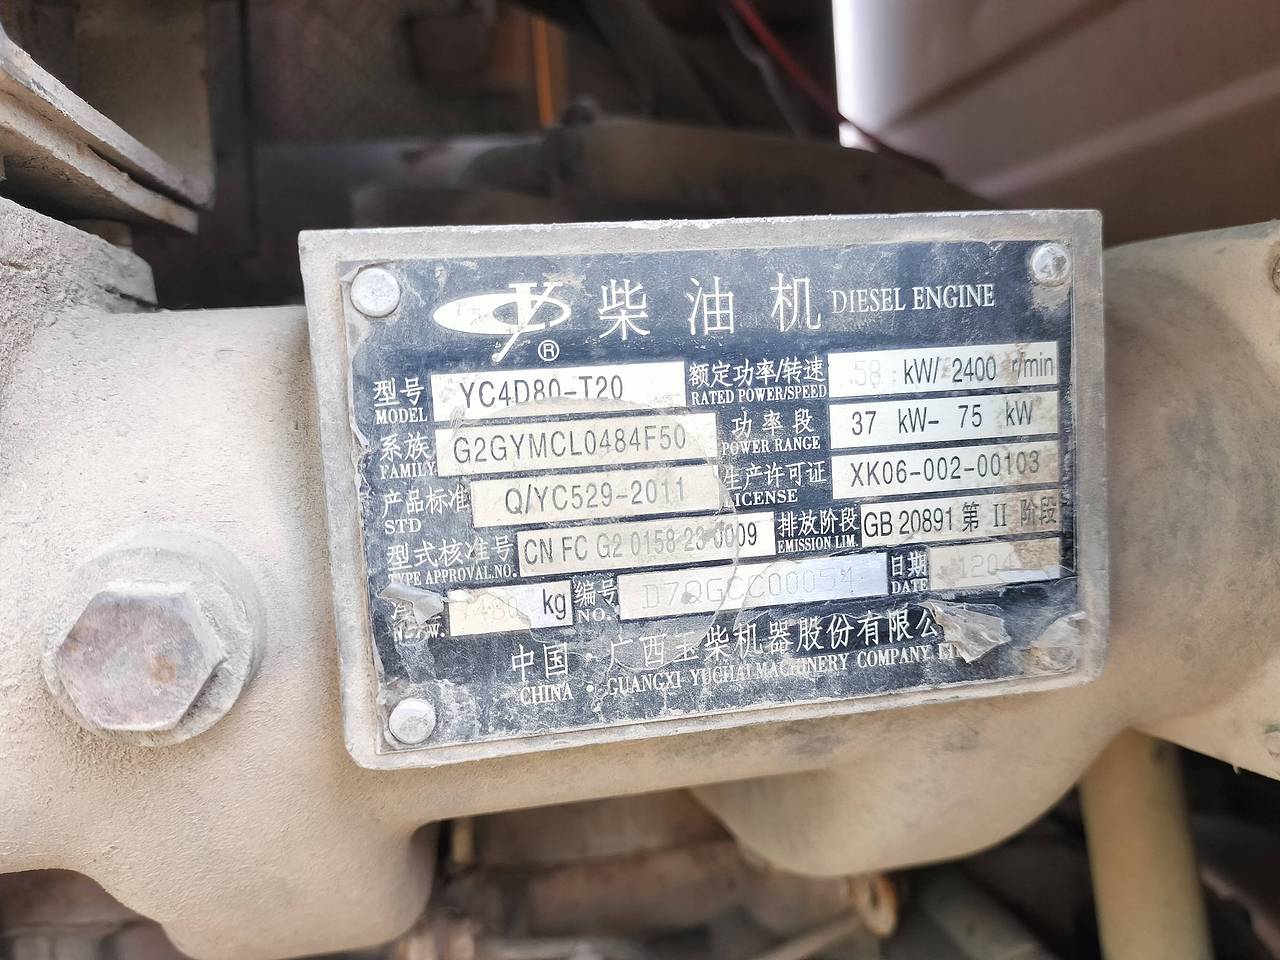 柴油机 DIESEL ENGINE
®
型号 MODEL YC4D80-T20 额定功率/转速 RATED POWER/SPEED 58 kW/ 2400 r/min
系族 FAMILY G2GYMCL0484F50 功率段 POWER RANGE 37 kW- 75 kW
产品标准 STD Q/YC529-2011 生产许可证 LICENSE XK06-002-00103
型式核准号 TYPE APPROVAL NO. CN FC G2 0158 23 0009 排放阶段 EMISSION LIM. GB 20891 第 II 阶段
kg 编号 NO. 日期 DATE 1204
中国·广西玉柴机器股份有限公
CHINA · GUANGXI YUCHAI MACHINERY COMPANY